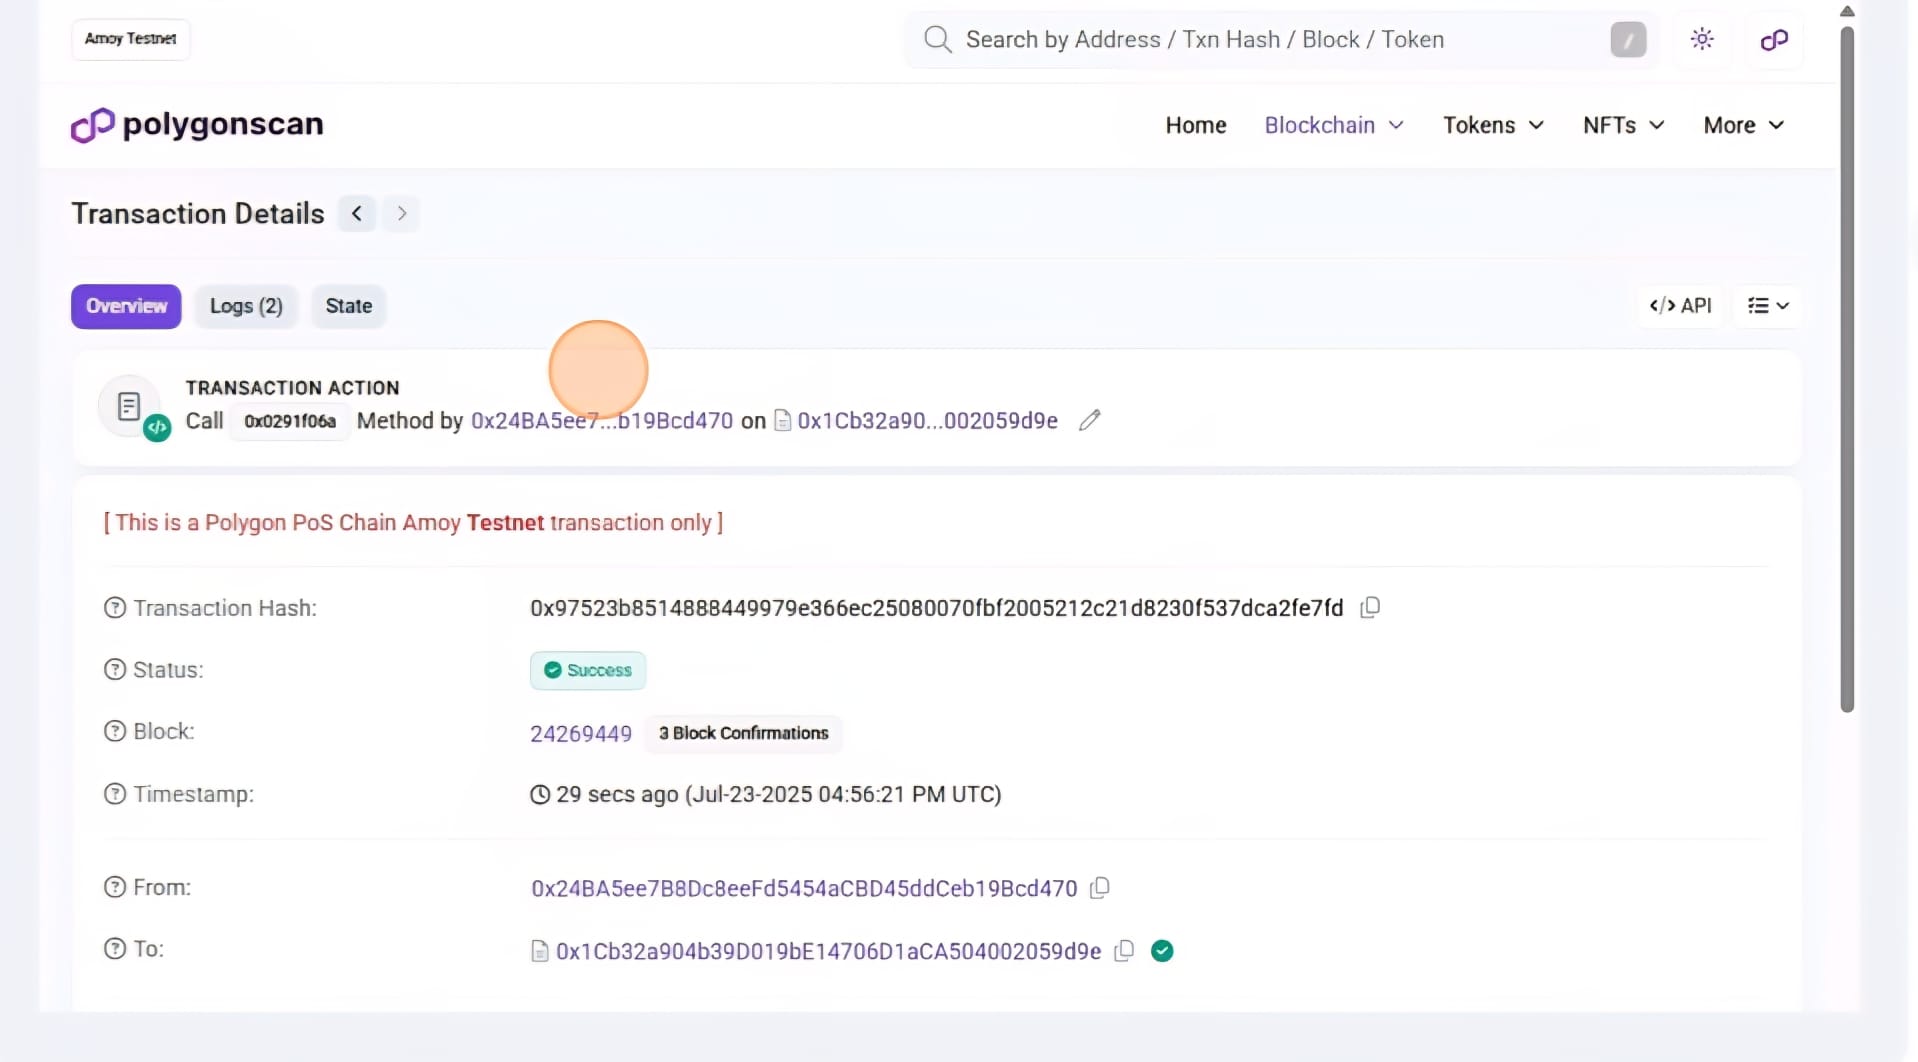 Amoy Testnet
Search by Address / Txn Hash / Block / Token /
polygonscan
Home Blockchain Tokens NFTs More
Transaction Details
Overview Logs (2) State </> API
TRANSACTION ACTION
Call 0x0291f06a Method by 0x24BA5ee7...b19Bcd470 on 0x1Cb32a90...002059d9e
[ This is a Polygon PoS Chain Amoy Testnet transaction only ]
Transaction Hash: 0x97523b8514888449979e366ec25080070fbf2005212c21d8230f537dca2fe7fd
Status: Success
Block: 24269449 3 Block Confirmations
Timestamp: 29 secs ago (Jul-23-2025 04:56:21 PM UTC)
From: 0x24BA5ee7B8Dc8eeFd5454aCBD45ddCeb19Bcd470
To: 0x1Cb32a904b39D019bE14706D1aCA504002059d9e